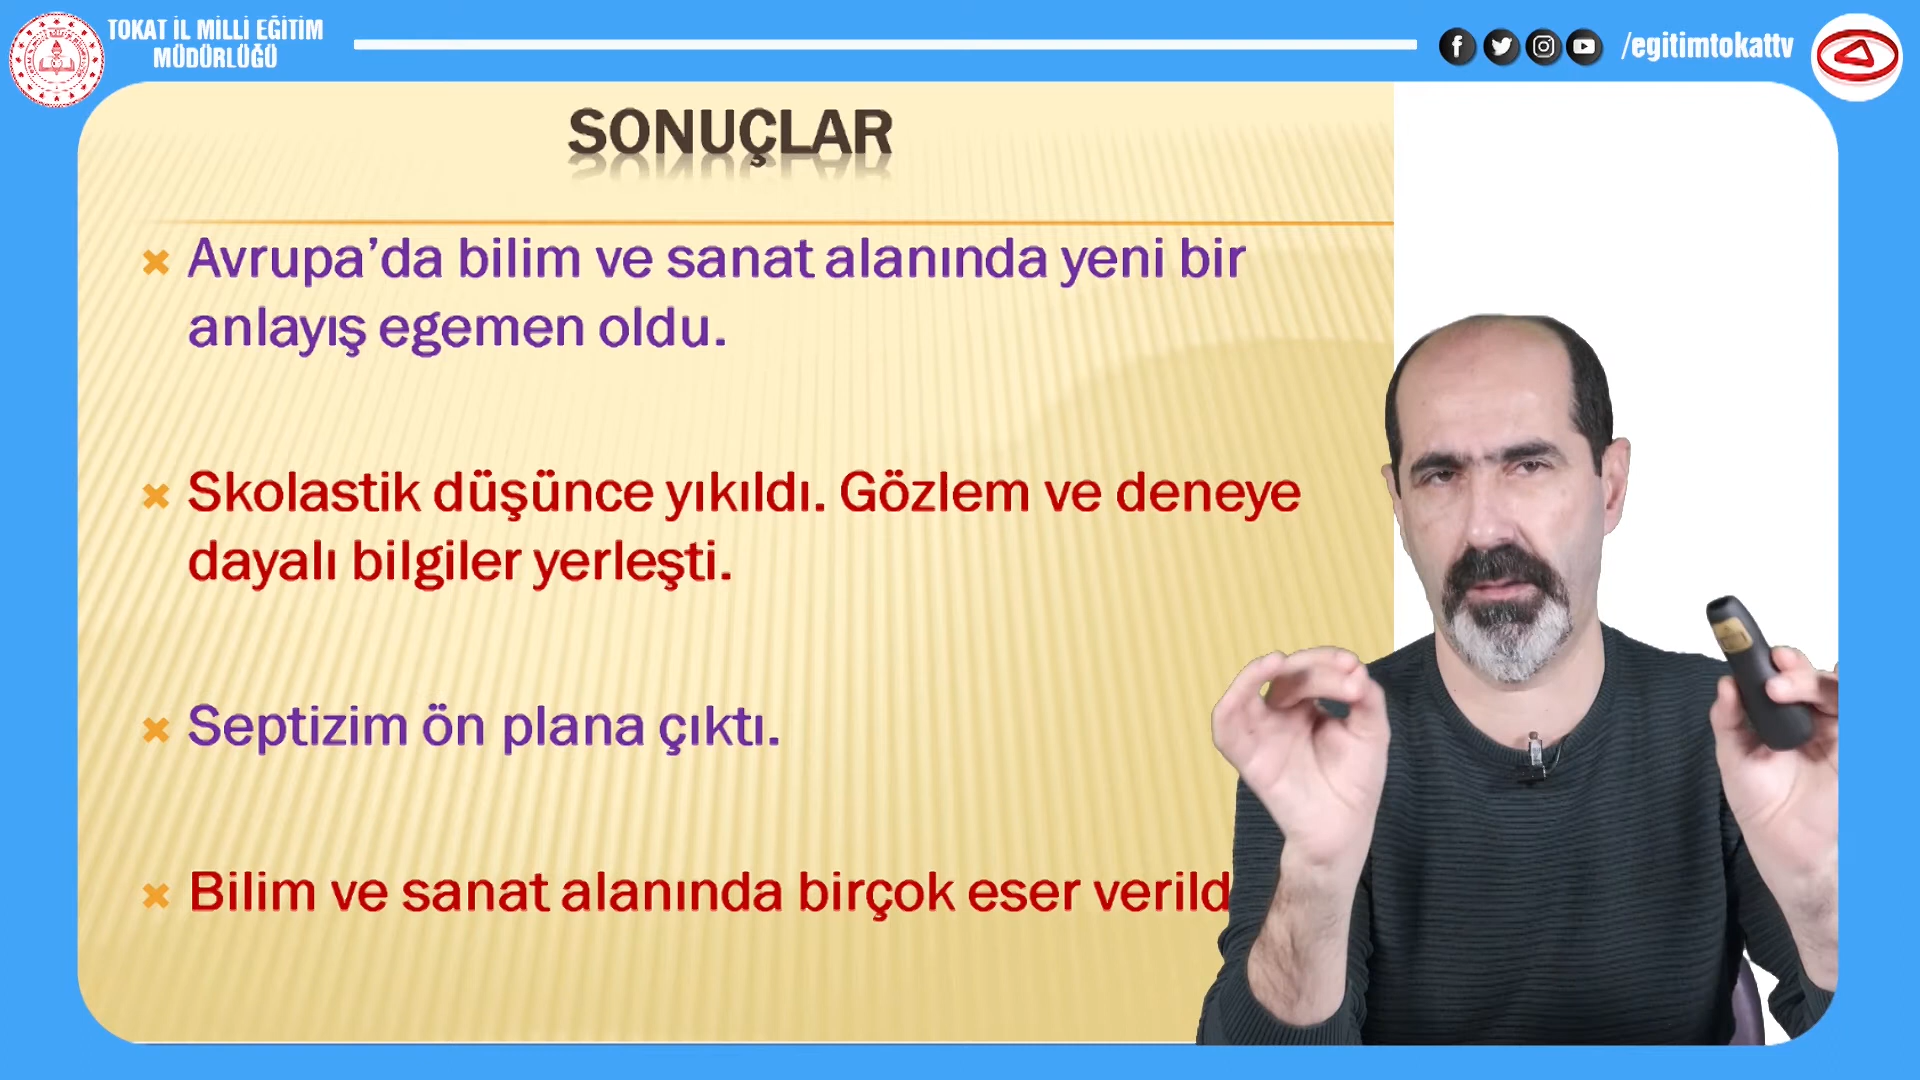 TOKAT İL MİLLİ EĞİTİM
MÜDÜRLÜĞÜ
/egitimtokattv
SONUÇLAR
Avrupa’da bilim ve sanat alanında yeni bir
anlayış egemen oldu.
Skolastik düşünce yıkıldı. Gözlem ve deneye
dayalı bilgiler yerleşti.
Septizim ön plana çıktı.
Bilim ve sanat alanında birçok eser verild